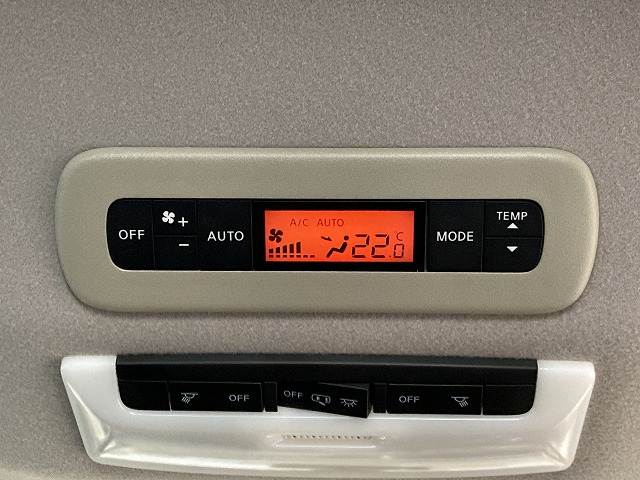 OFF + - AUTO
A/C AUTO
22.0 °C
MODE
TEMP
OFF OFF OFF